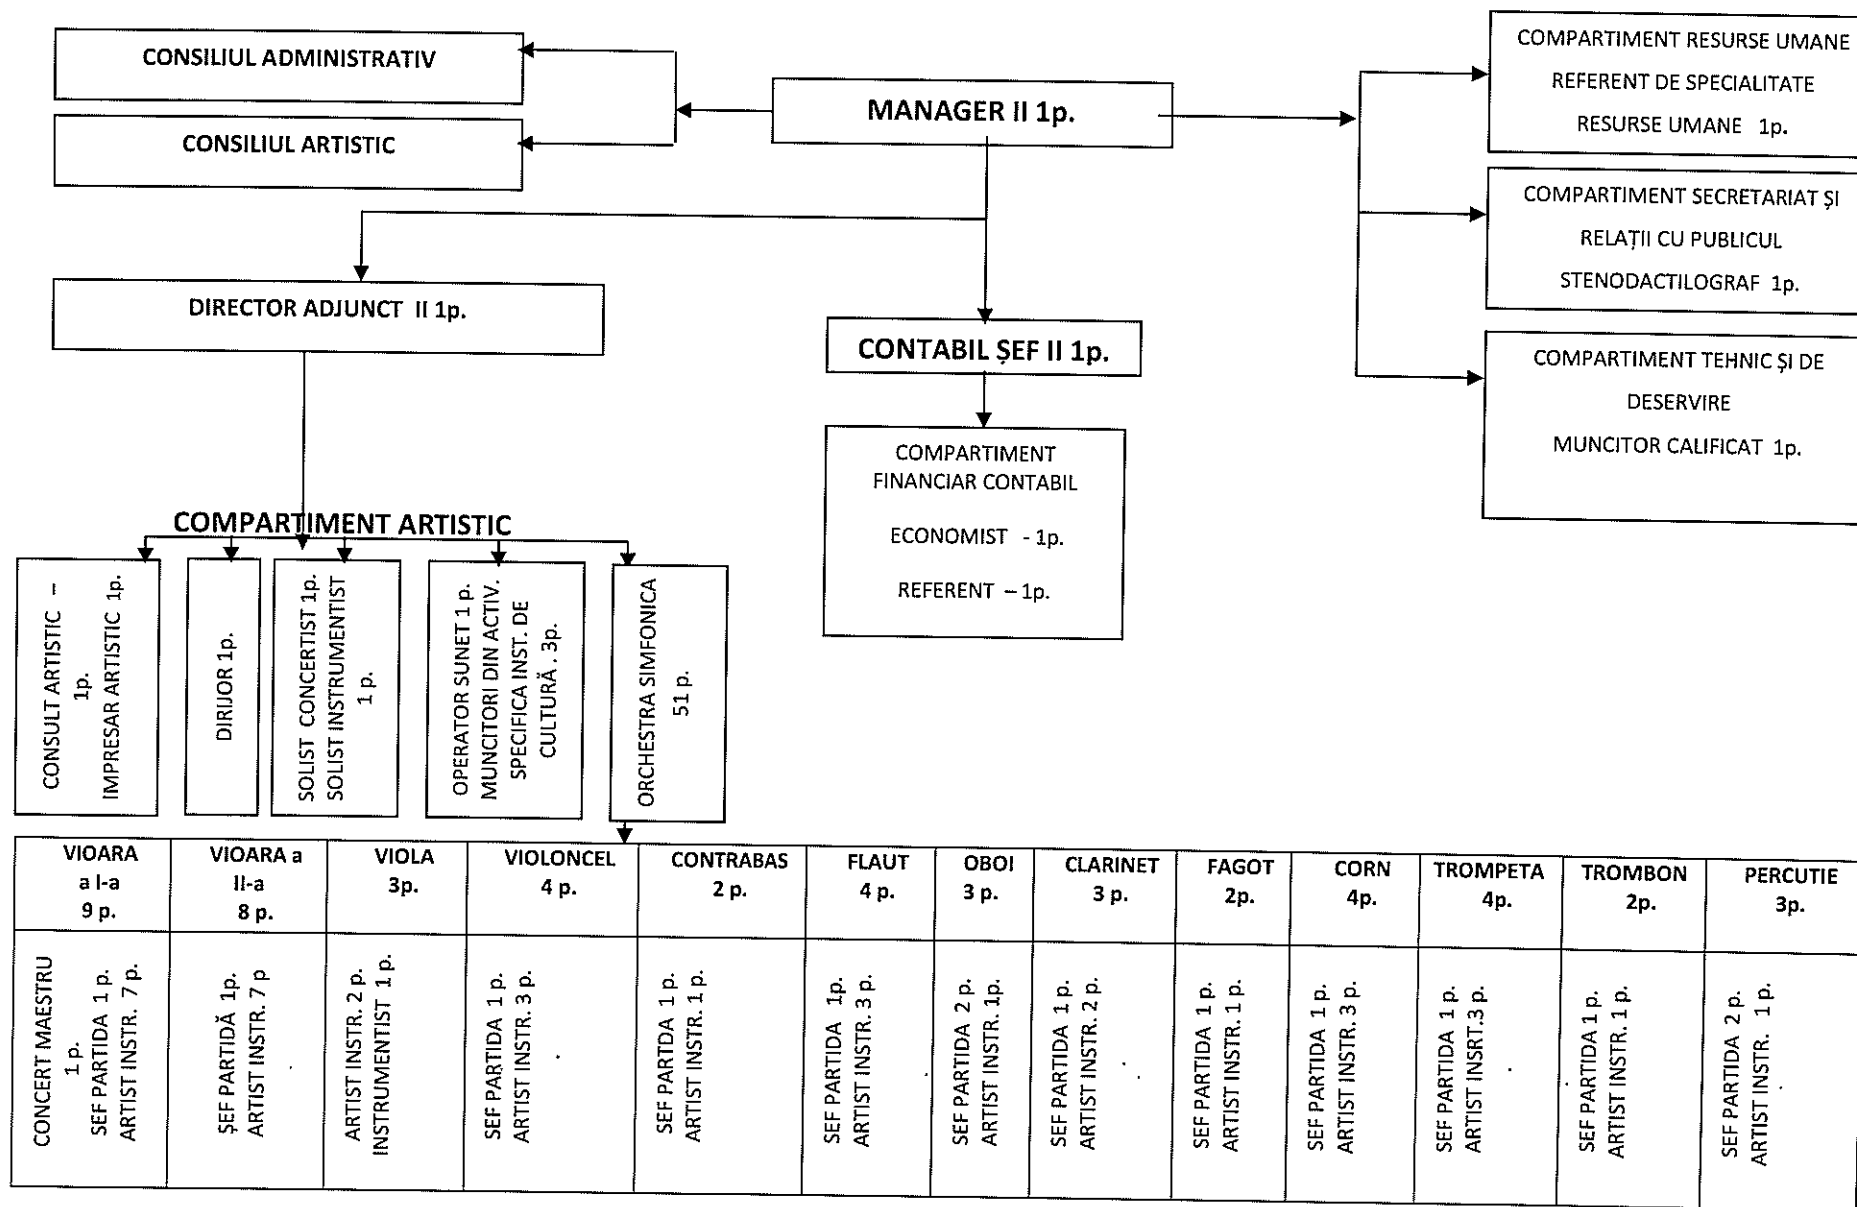 CONSILIUL ADMINISTRATIV
CONSILIUL ARTISTIC
MANAGER II 1p.
COMPARTIMENT RESURSE UMANE
REFERENT DE SPECIALITATE
RESURSE UMANE 1p.
COMPARTIMENT SECRETARIAT ȘI
RELAȚII CU PUBLICUL
STENODACTILOGRAF 1p.
COMPARTIMENT TEHNIC ȘI DE
DESERVIRE
MUNCITOR CALIFICAT 1p.
DIRECTOR ADJUNCT II 1p.
CONTABIL ȘEF II 1p.
COMPARTIMENT
FINANCIAR CONTABIL
ECONOMIST - 1p.
REFERENT – 1p.
COMPARTIMENT ARTISTIC
CONSULT ARTISTIC –
1p.
IMPRESAR ARTISTIC 1p.
DIRIJOR 1p.
SOLIST CONCERTIST 1p.
SOLIST INSTRUMENTIST
1 p.
OPERATOR SUNET 1 p.
MUNCITORI DIN ACTIV.
SPECIFICA INST. DE
CULTURĂ . 3p.
ORCHESTRA SIMFONICA
51 p.
VIOARA
a I-a
9 p.
VIOARA a
II-a
8 p.
VIOLA
3p.
VIOLONCEL
4 p.
CONTRABAS
2 p.
FLAUT
4 p.
OBOI
3 p.
CLARINET
3 p.
FAGOT
2p.
CORN
4p.
TROMPETA
4p.
TROMBON
2p.
PERCUTIE
3p.
CONCERT MAESTRU
1 p.
SEF PARTIDA 1 p.
ARTIST INSTR. 7 p.
ȘEF PARTIDĂ 1p.
ARTIST INSTR. 7 p
ARTIST INSTR. 2 p.
INSTRUMENTIST 1 p.
SEF PARTIDA 1 p.
ARTIST INSTR. 3 p.
SEF PARTDA 1 p.
ARTIST INSTR. 1 p.
SEF PARTIDA 1p.
ARTIST INSTR. 3 p.
SEF PARTIDA 2 p.
ARTIST INSTR. 1p.
SEF PARTIDA 1 p.
ARTIST INSTR. 2 p.
SEF PARTIDA 1 p.
ARTIST INSTR. 1 p.
SEF PARTIDA 1 p.
ARTIST INSTR. 3 p.
SEF PARTIDA 1 p.
ARTIST INSRT.3 p.
SEF PARTIDA 1 p.
ARTIST INSTR. 1 p.
SEF PARTIDA 2 p.
ARTIST INSTR. 1 p.